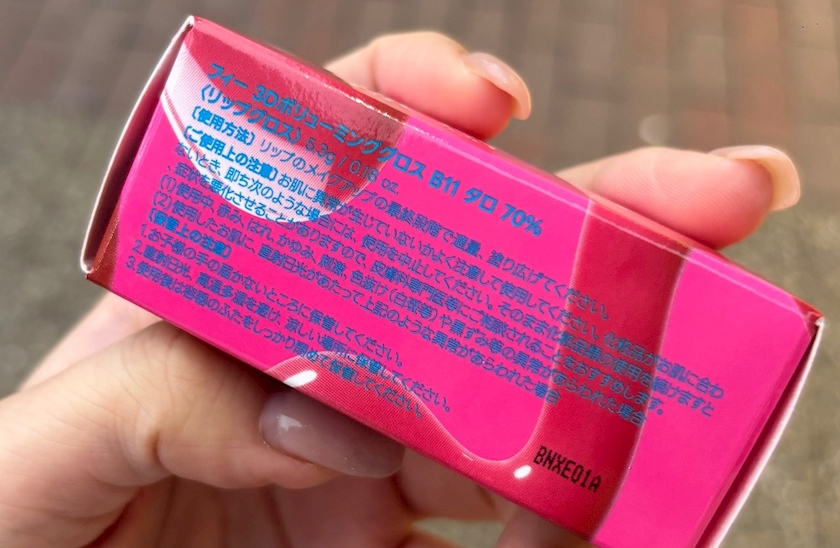 フィー 3Dボリューミンググロス B11 タロ 70%
〈リップグロス〉 5.3g / 0.18 oz.
〔使用方法〕 リップのメイクアップの最終段階で適量、塗り広げてください。
〔ご使用上の注意〕 お肌に異常が生じていないかよく注意して使用してください。化粧品がお肌に合わ
ないとき、即ち次のような場合には、使用を中止してください。そのまま化粧品類の使用を続けますと
症状を悪化させることがありますので、皮膚科専門医等にご相談されることをおすすめします。
(1) 使用中、赤み、はれ、かゆみ、刺激、色抜け(白斑等)や黒ずみ等の異常があらわれた場合
(2) 使用したお肌に、直射日光があたって上記のような異常があらわれた場合
〔保管上の注意〕
1.お子様の手の届かないところに保管してください。
2.直射日光、高温多湿を避け、涼しい場所に保管してください。
3.使用後は容器のふたをしっかり閉めて保管してください。
BNXE01A